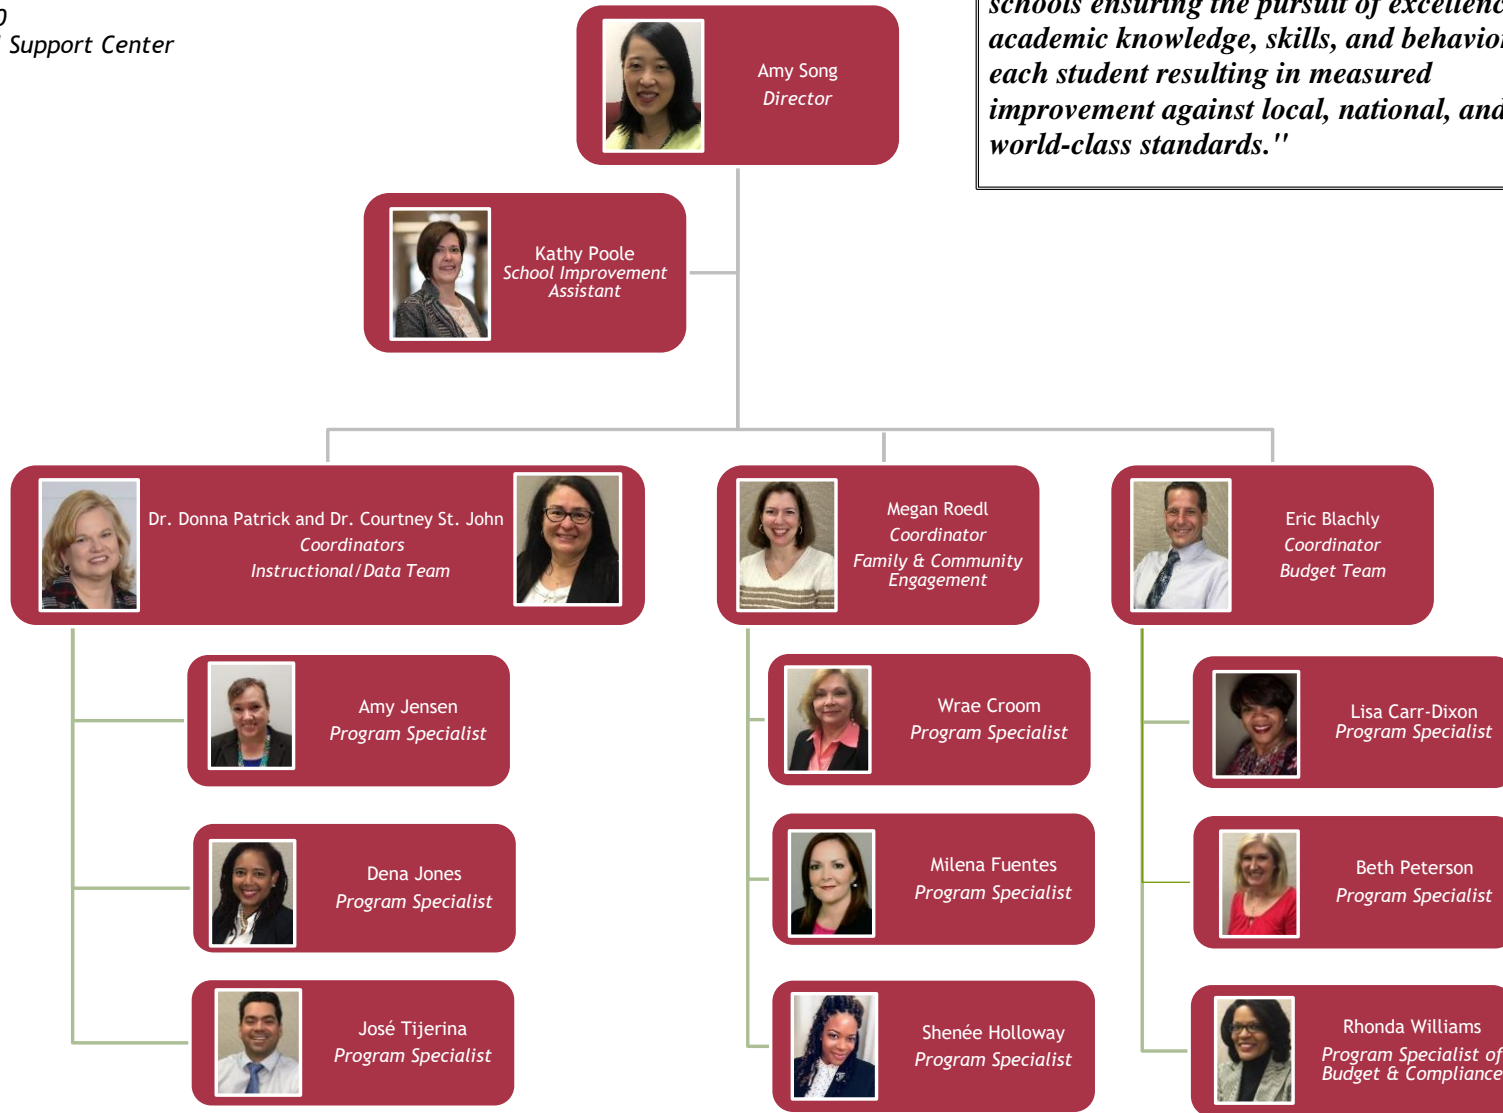 0
Support Center
schools ensuring the pursuit of excellenc
academic knowledge, skills, and behavior
each student resulting in measured
improvement against local, national, and
world-class standards."
Amy Song
Director
Kathy Poole
School Improvement
Assistant
Dr. Donna Patrick and Dr. Courtney St. John
Coordinators
Instructional/Data Team
Megan Roedl
Coordinator
Family & Community
Engagement
Eric Blachly
Coordinator
Budget Team
Amy Jensen
Program Specialist
Wrae Croom
Program Specialist
Lisa Carr-Dixon
Program Specialist
Dena Jones
Program Specialist
Milena Fuentes
Program Specialist
Beth Peterson
Program Specialist
José Tijerina
Program Specialist
Shenée Holloway
Program Specialist
Rhonda Williams
Program Specialist of
Budget & Compliance